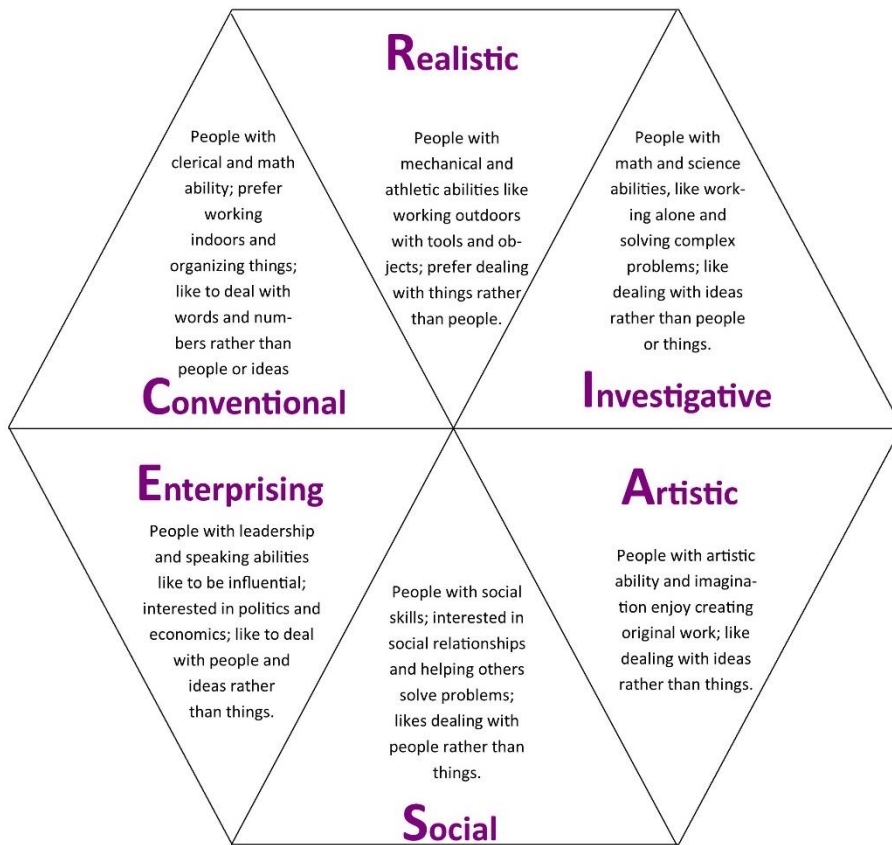 Realistic
People with
mechanical and
athletic abilities like
working outdoors
with tools and ob-
jects; prefer dealing
with things rather
than people.
People with
math and science
abilities, like work-
ing alone and
solving complex
problems; like
dealing with ideas
rather than people
or things.
Investigative
Artistic
People with artistic
ability and imagina-
tion enjoy creating
original work; like
dealing with ideas
rather than things.
People with social
skills; interested in
social relationships
and helping others
solve problems;
likes dealing with
people rather than
things.
Social
Enterprising
People with leadership
and speaking abilities
like to be influential;
interested in politics and
economics; like to deal
with people and
ideas rather
than things.
People with
clerical and math
ability; prefer
working
indoors and
organizing things;
like to deal with
words and num-
bers rather than
people or ideas
Conventional